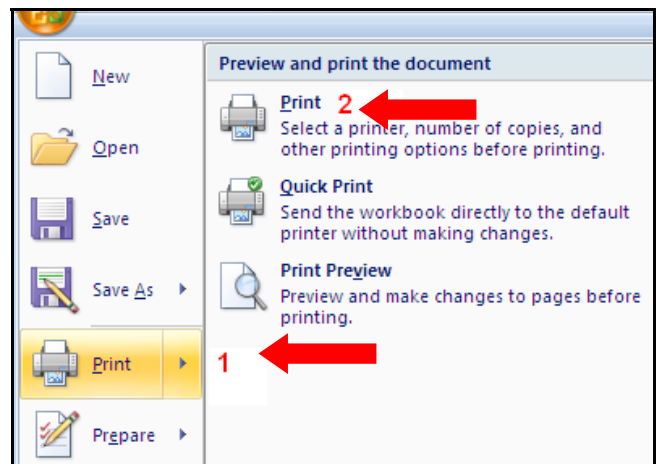 New
Open
Save
Save As
Print
Prepare
Preview and print the document
Print 2
Select a printer, number of copies, and
other printing options before printing.
Quick Print
Send the workbook directly to the default
printer without making changes.
Print Preview
Preview and make changes to pages before
printing.
1